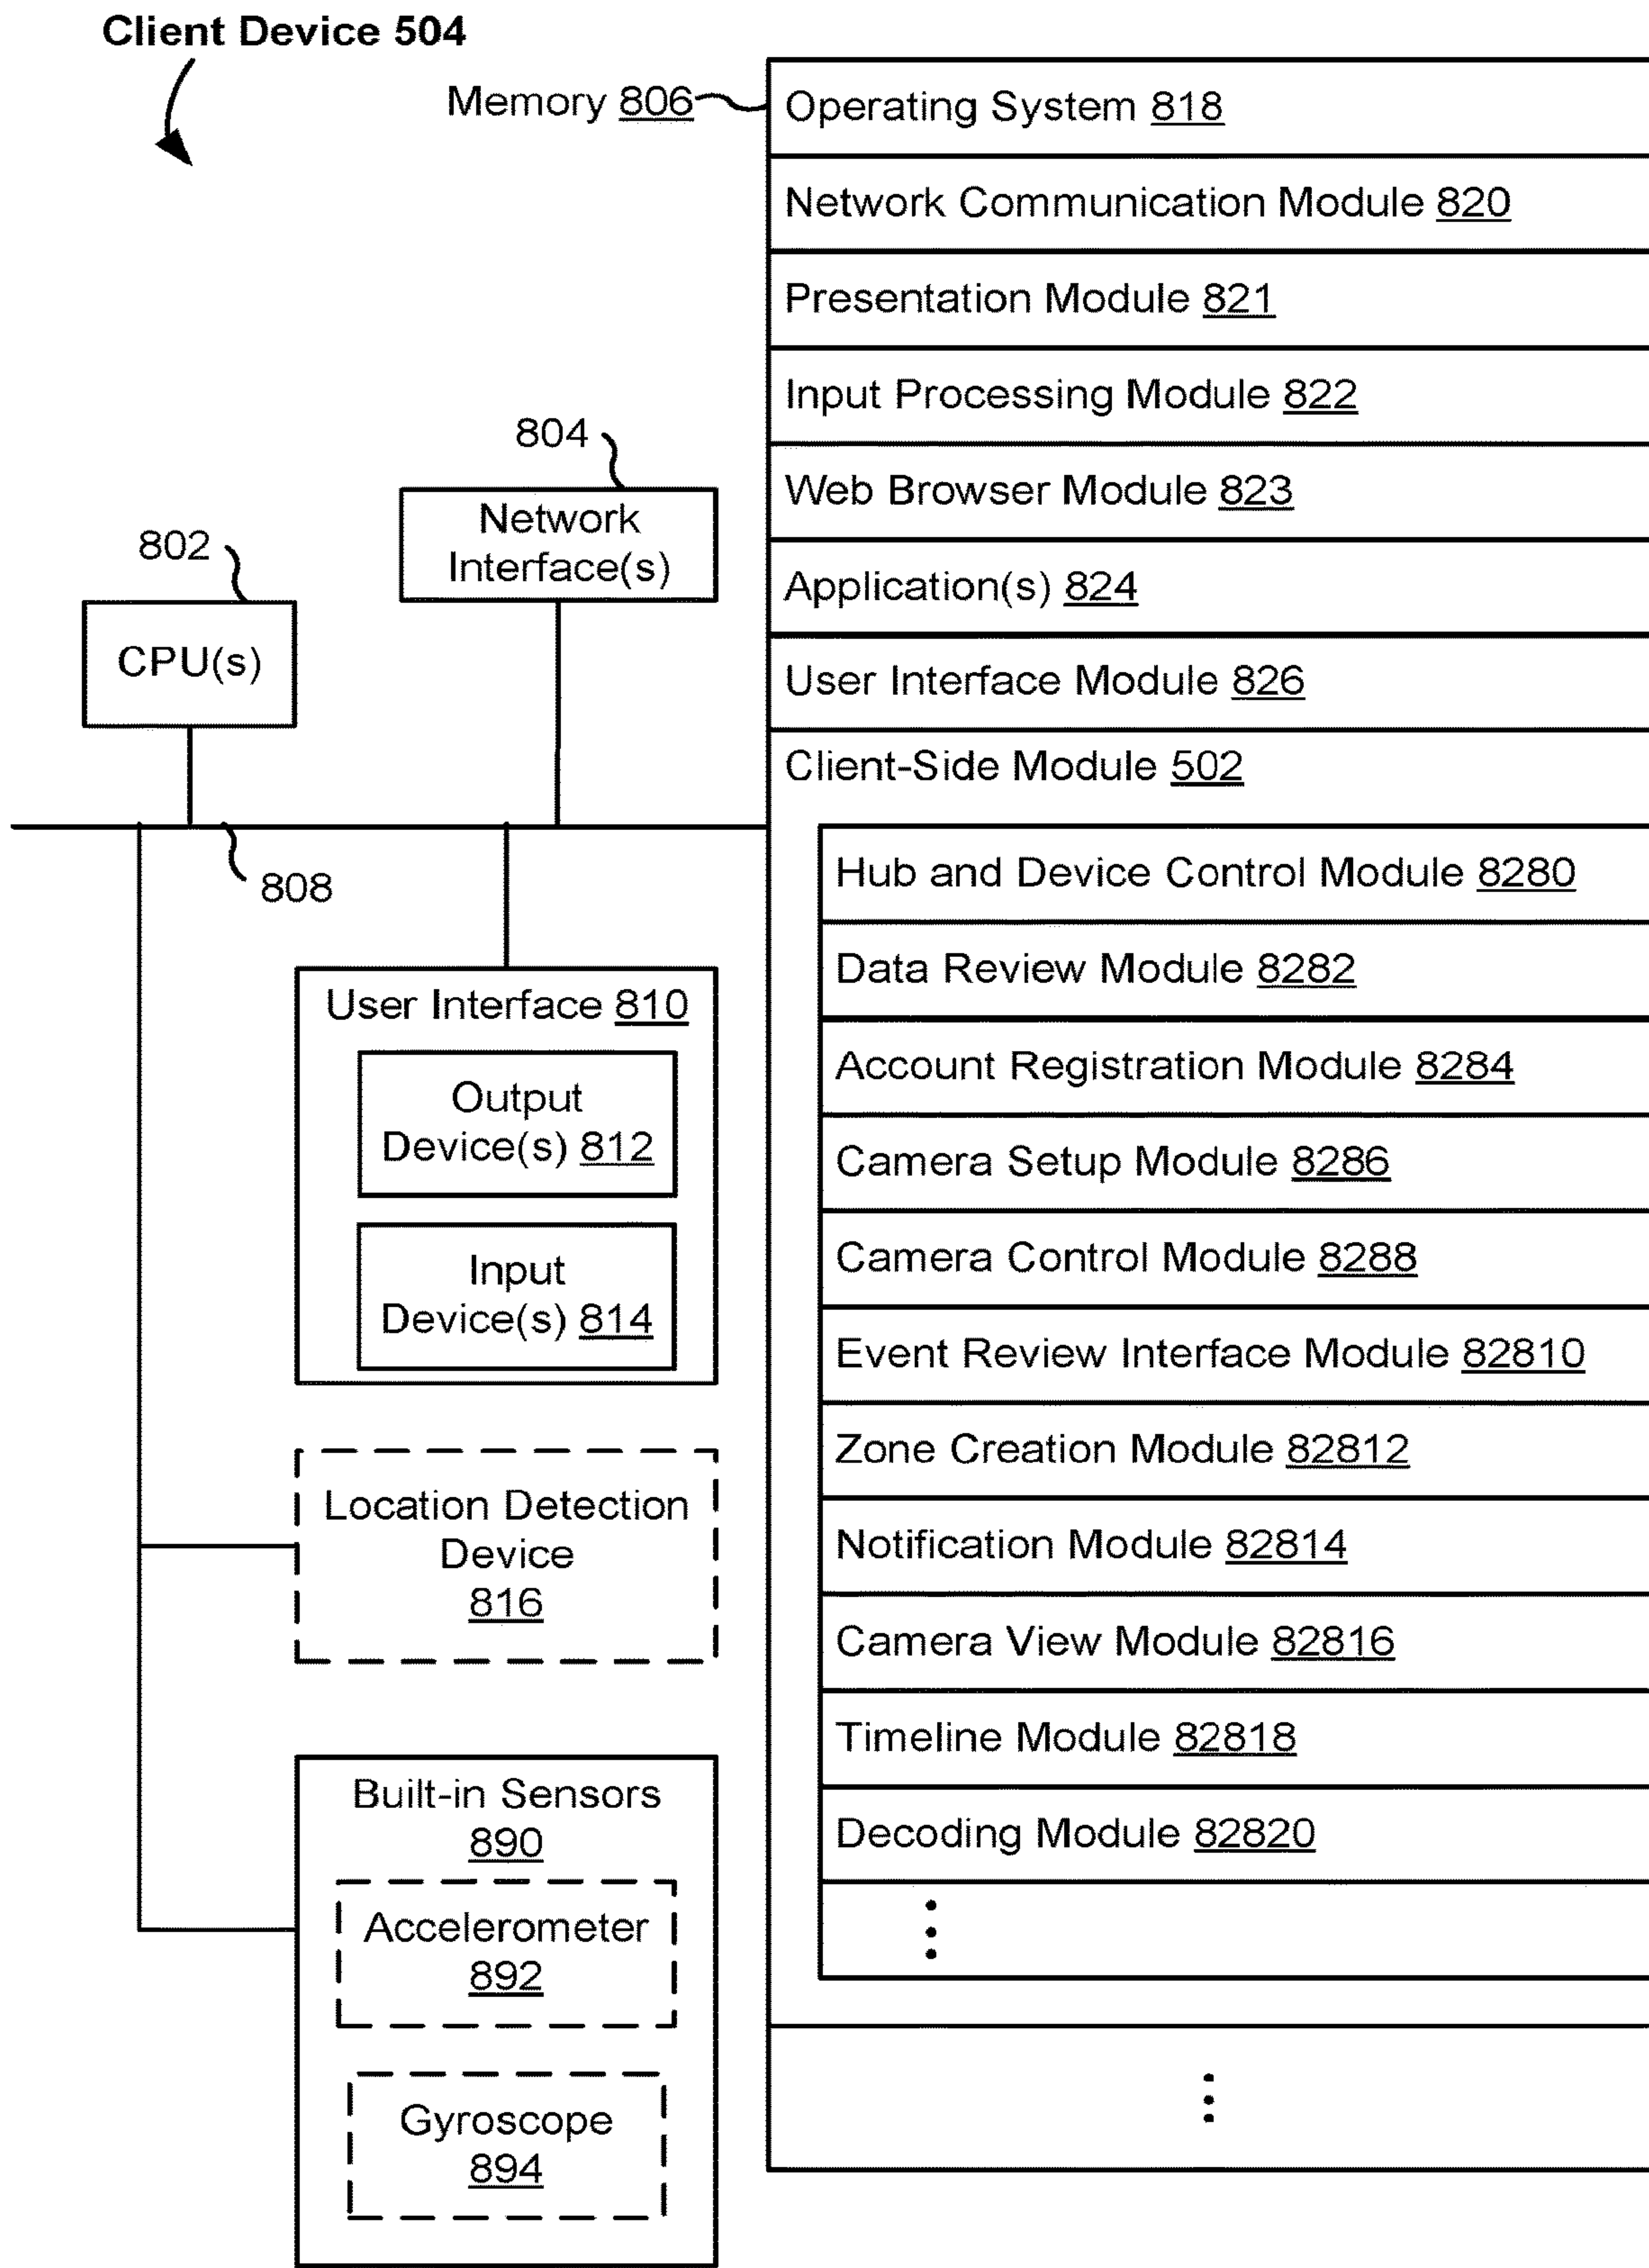 Client Device 504
Memory 806
Operating System 818
Network Communication Module 820
Presentation Module 821
Input Processing Module 822
Web Browser Module 823
Application(s) 824
User Interface Module 826
Client-Side Module 502
Hub and Device Control Module 8280
Data Review Module 8282
Account Registration Module 8284
Camera Setup Module 8286
Camera Control Module 8288
Event Review Interface Module 82810
Zone Creation Module 82812
Notification Module 82814
Camera View Module 82816
Timeline Module 82818
Decoding Module 82820
804
Network
Interface(s)
802
CPU(s)
808
User Interface 810
Output
Device(s) 812
Input
Device(s) 814
Location Detection
Device
816
Built-in Sensors
890
Accelerometer
892
Gyroscope
894